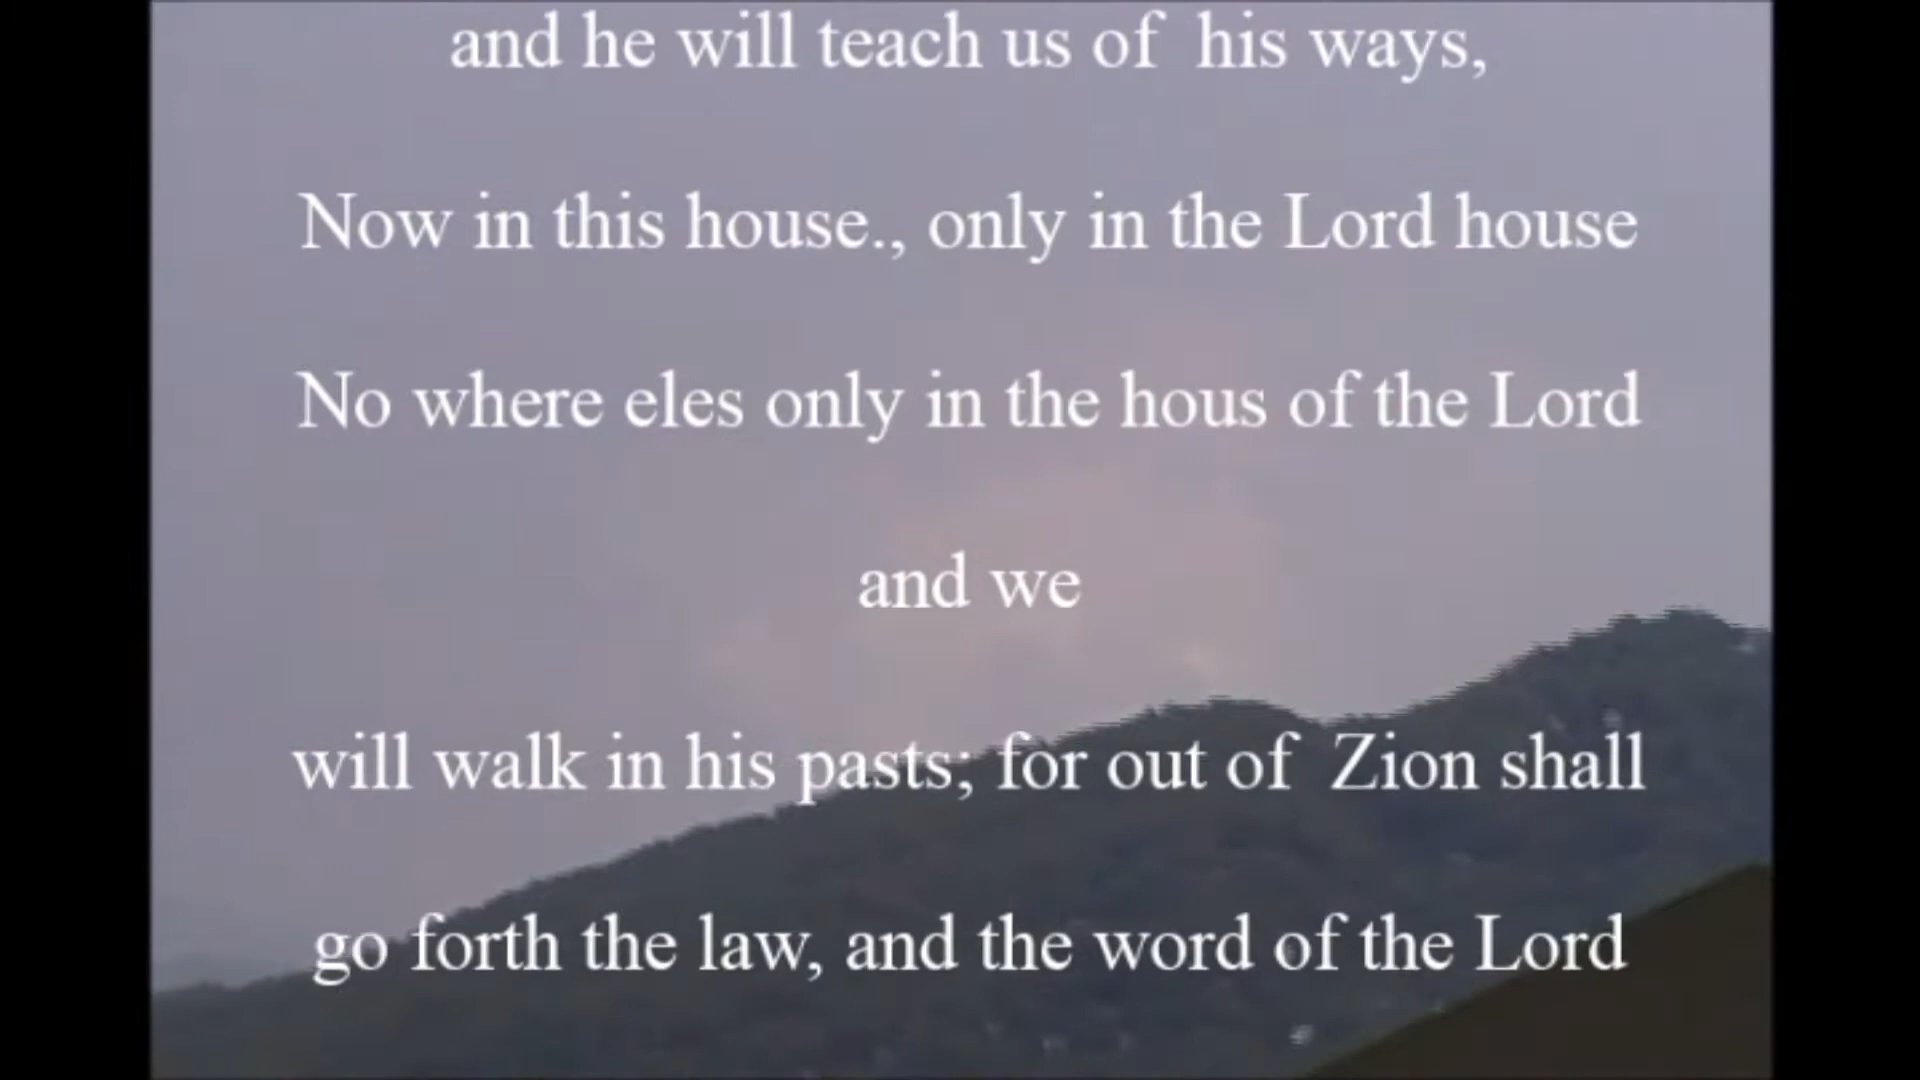 and he will teach us of his ways,
Now in this house., only in the Lord house
No where eles only in the hous of the Lord
and we
will walk in his pasts; for out of Zion shall
go forth the law, and the word of the Lord